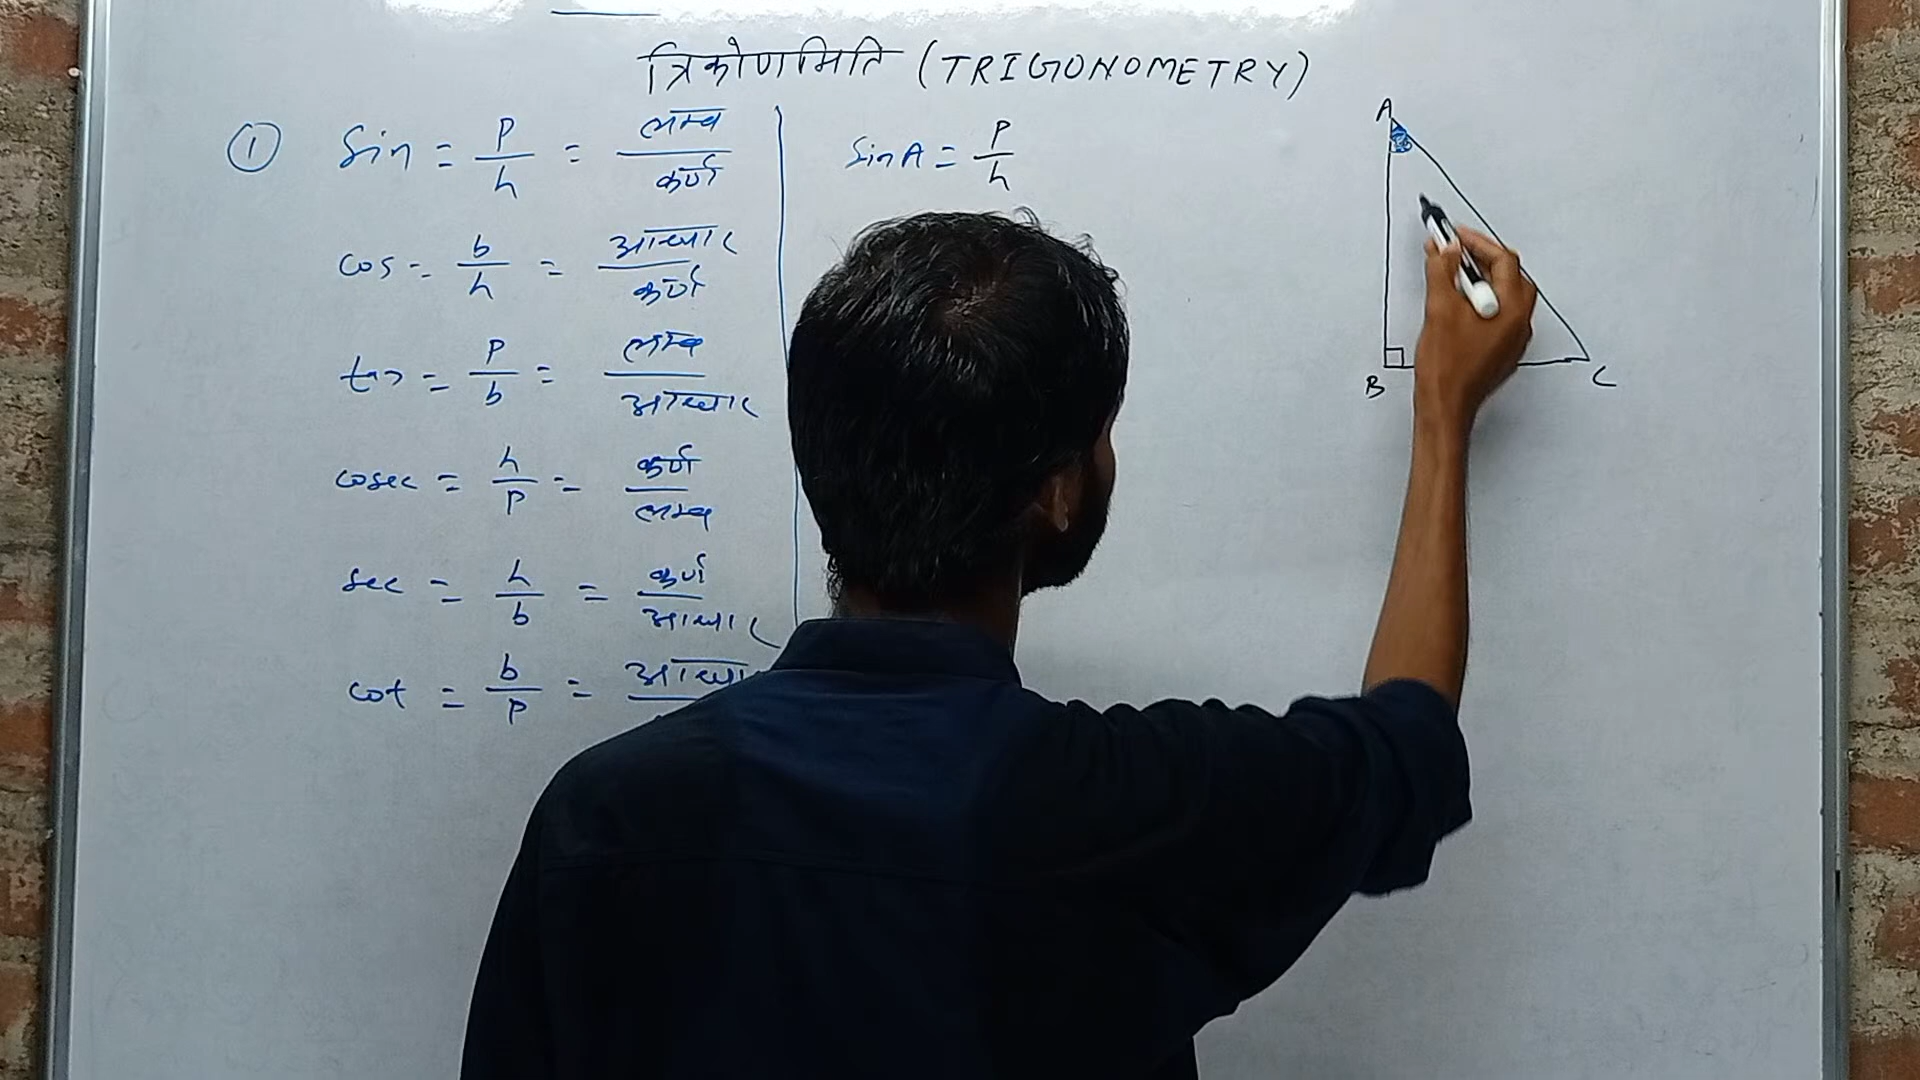 त्रिकोणमिति (TRIGONOMETRY)
① Sin = P/h = लम्ब/कर्ण
cos = b/h = आधार/कर्ण
tan = P/b = लम्ब/आधार
cosec = h/P = कर्ण/लम्ब
sec = h/b = कर्ण/आधार
cot = b/P =
Sin A = P/h
A
B
C